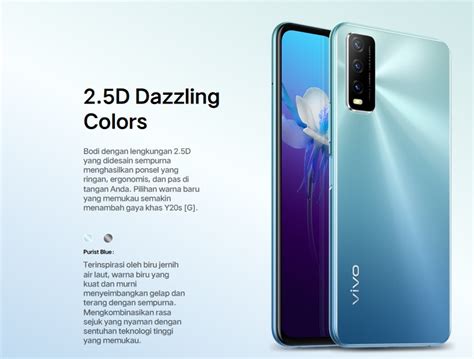 2.5D Dazzling
Colors
Bodi dengan lengkungan 2.5D
yang didesain sempurna
menghasilkan ponsel yang
ringan, ergonomis, dan pas di
tangan Anda. Pilihan warna baru
yang memukau semakin
menambah gaya khas Y20s [G].
Purist Blue :
Terinspirasi oleh biru jernih
air laut, warna biru yang
kuat dan murni
menyeimbangkan gelap dan
terang dengan sempurna.
Mengkombinasikan rasa
sejuk yang nyaman dengan
sentuhan teknologi tinggi
yang memukau.
vivo